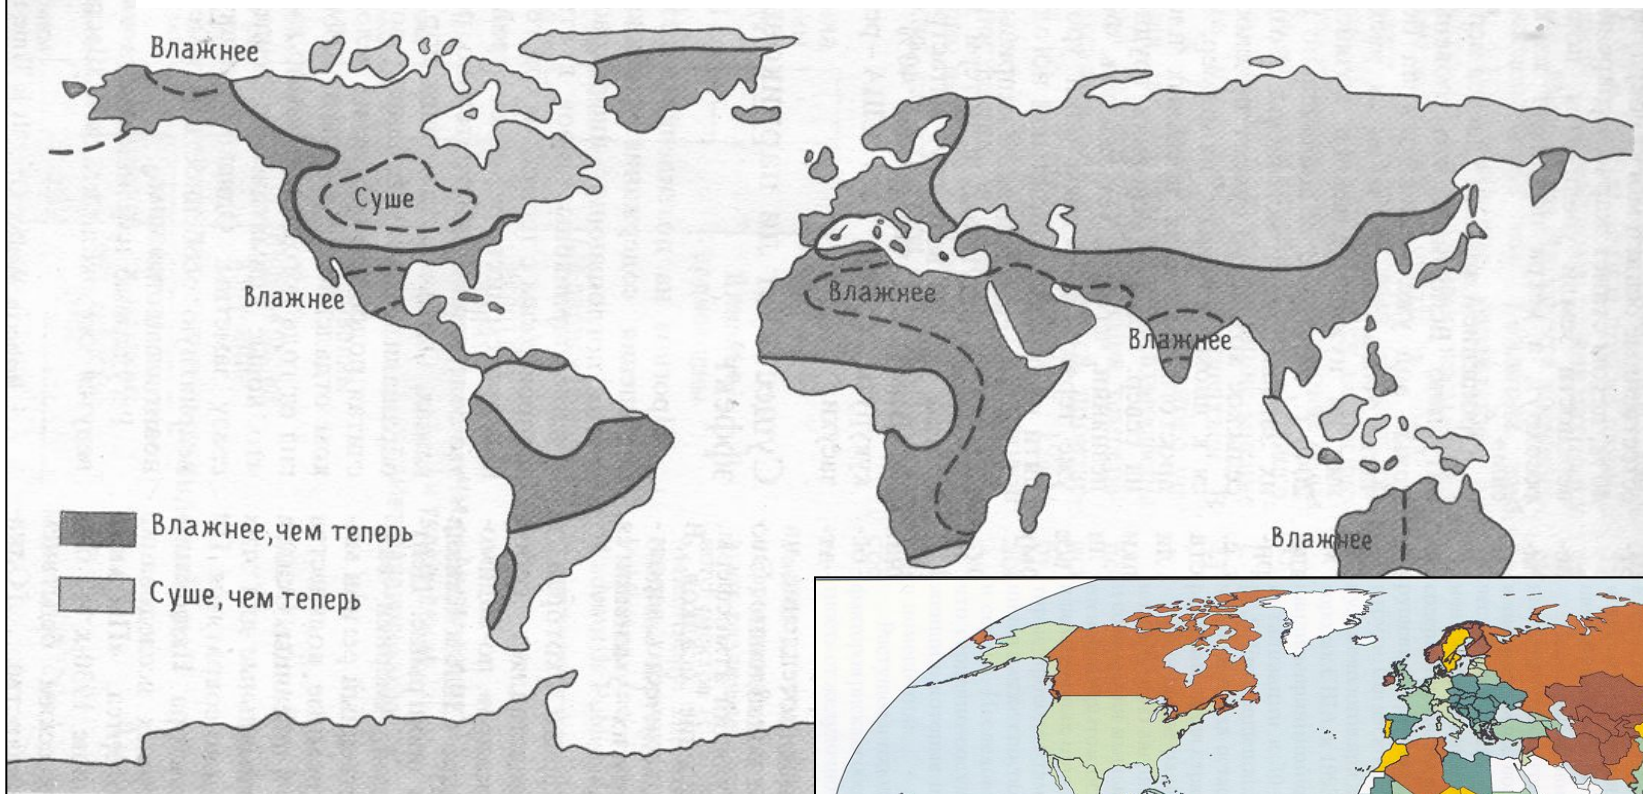 Влажнее
Суше
Влажнее
Влажнее
Влажнее
Влажнее, чем теперь
Влажнее
Суше, чем теперь